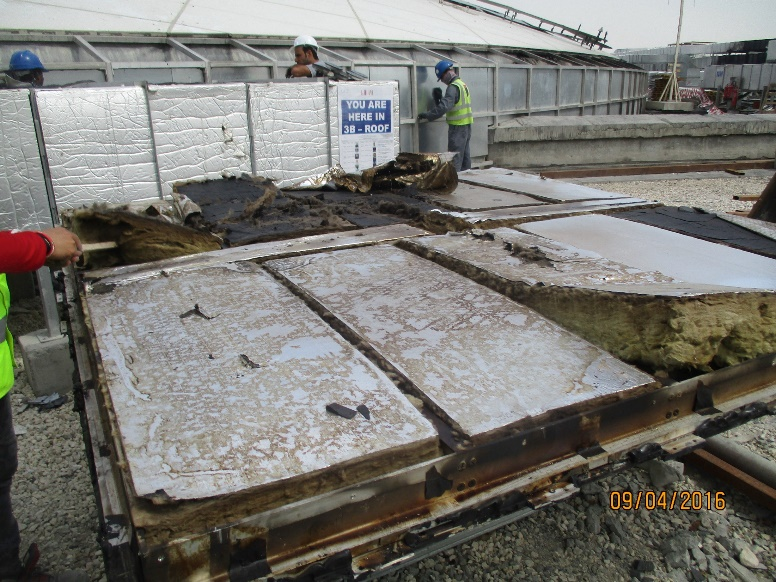 YOU ARE
HERE IN
3B - ROOF
09/04/2016